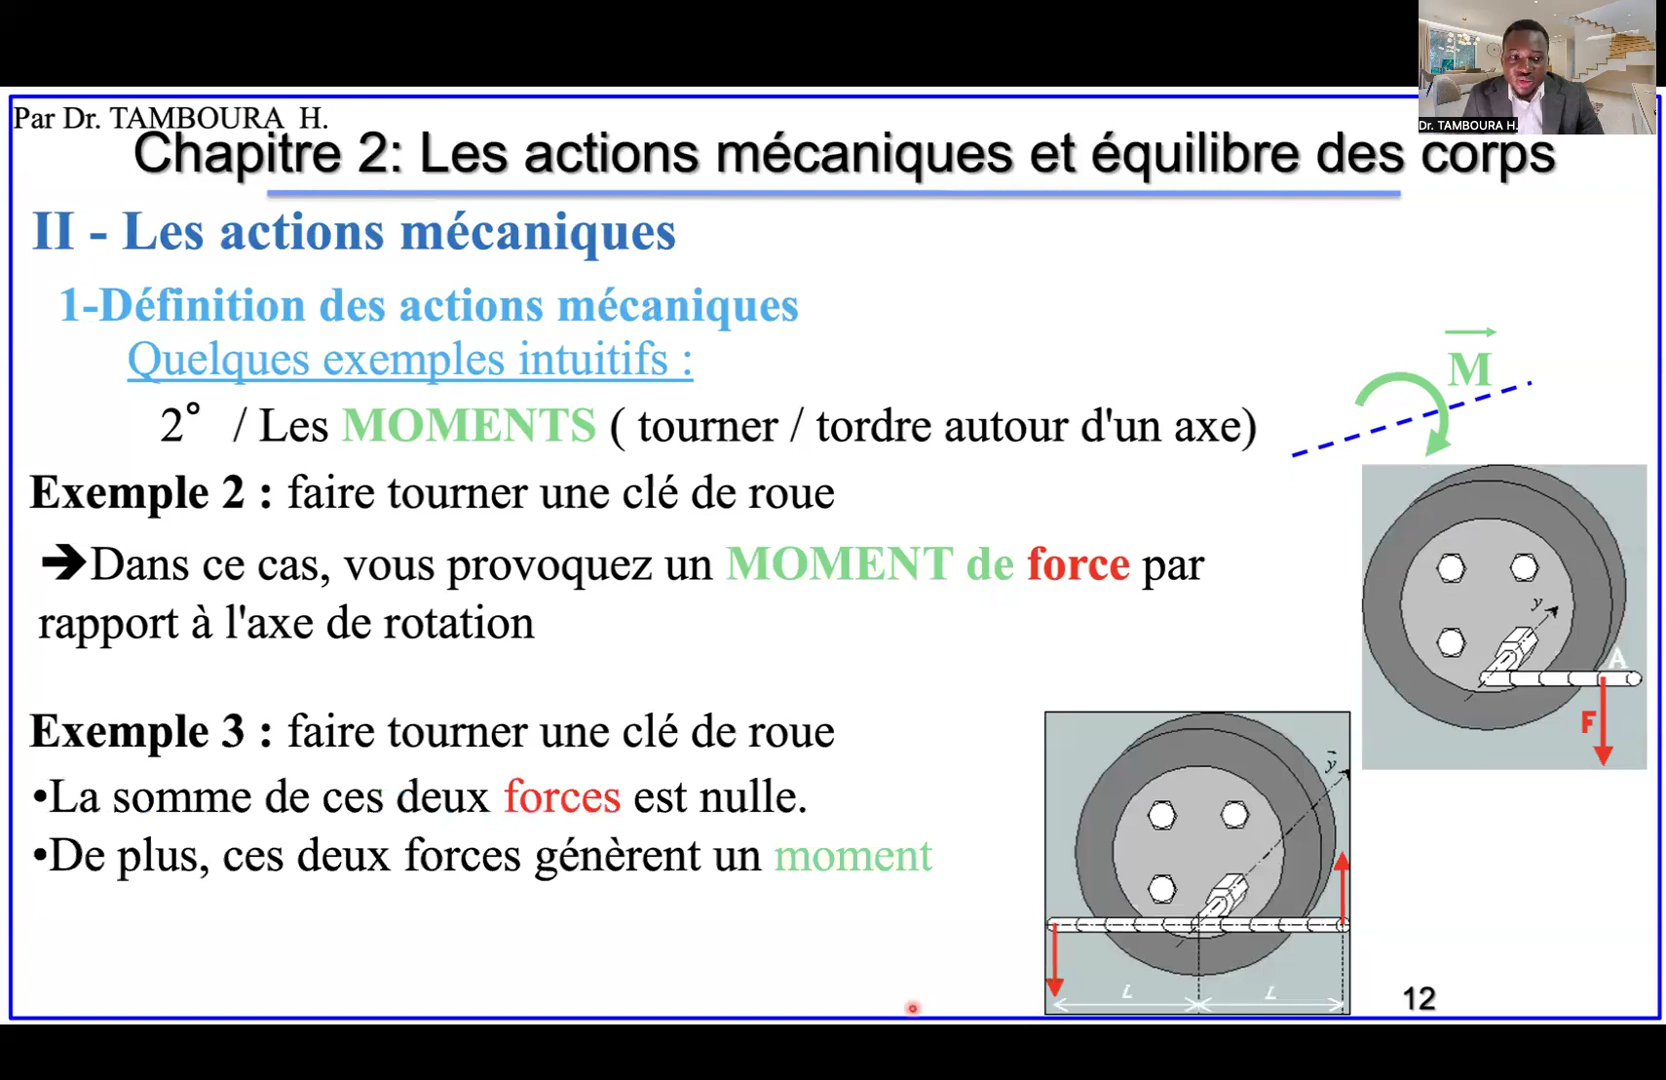 Dr. TAMBOURA H.
Par Dr. TAMBOURA H.
Chapitre 2: Les actions mécaniques et équilibre des corps
II - Les actions mécaniques
1-Définition des actions mécaniques
Quelques exemples intuitifs :
M
2° / Les MOMENTS ( tourner / tordre autour d'un axe)
Exemple 2 : faire tourner une clé de roue
➔Dans ce cas, vous provoquez un MOMENT de force par
rapport à l'axe de rotation
y
A
F
Exemple 3 : faire tourner une clé de roue
•La somme de ces deux forces est nulle.
•De plus, ces deux forces génèrent un moment
y
L L
12